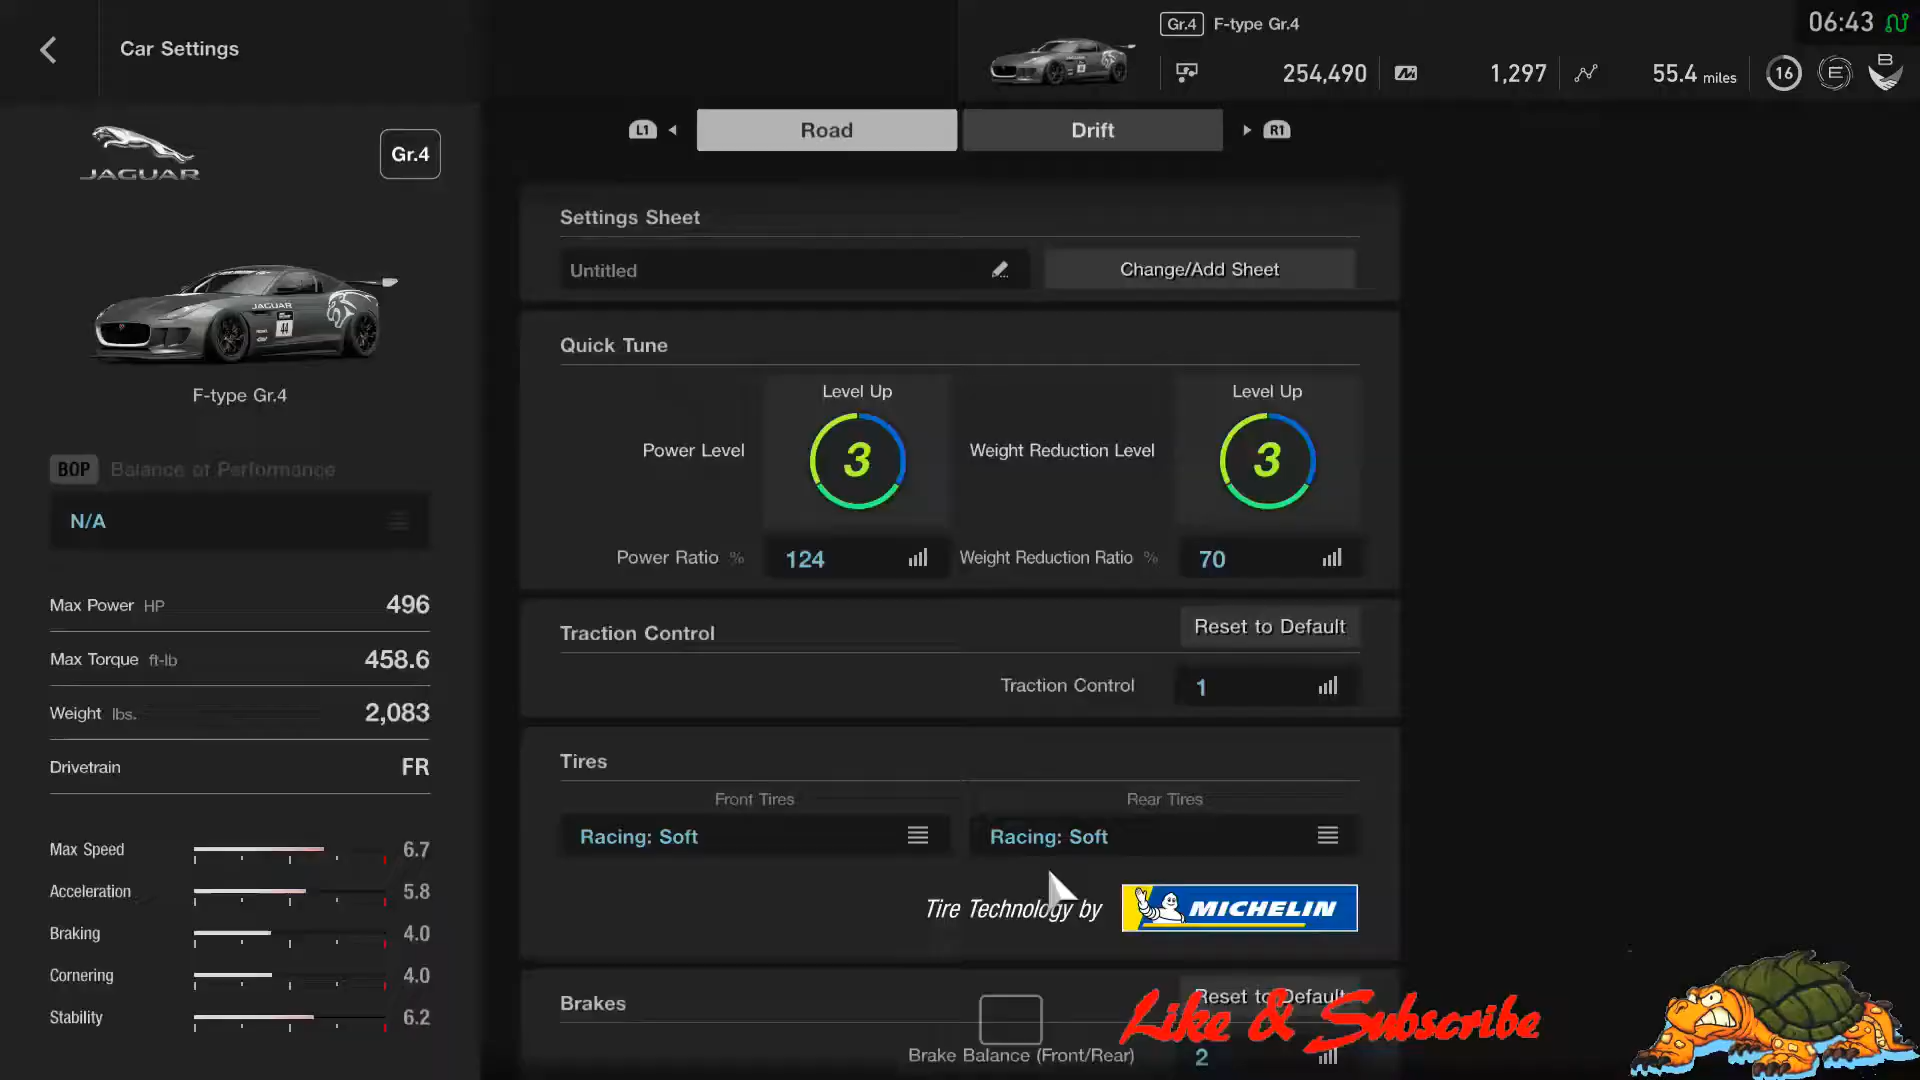 Car Settings
Gr.4 F-type Gr.4
06:43
254,490 1,297 55.4 miles 16 E B
JAGUAR
Gr.4
L1 Road Drift R1
Settings Sheet
Untitled Change/Add Sheet
JAGUAR
44
F-type Gr.4
Quick Tune
Level Up Level Up
Power Level 3 Weight Reduction Level 3
Power Ratio % 124 Weight Reduction Ratio % 70
BOP Balance of Performance
N/A
Max Power HP 496
Max Torque ft-lb 458.6
Weight lbs. 2,083
Drivetrain FR
Max Speed 6.7
Acceleration 5.8
Braking 4.0
Cornering 4.0
Stability 6.2
Traction Control Reset to Default
Traction Control 1
Tires
Front Tires Rear Tires
Racing: Soft Racing: Soft
Tire Technology by MICHELIN
Brakes Reset to Default
Brake Balance (Front/Rear) 2
Like & Subscribe